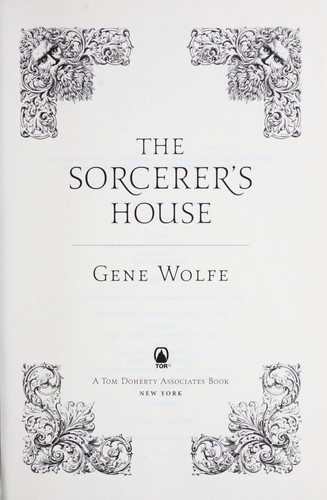 THE
SORCERER'S
HOUSE
GENE WOLFE
TOR®
A TOM DOHERTY ASSOCIATES BOOK
NEW YORK